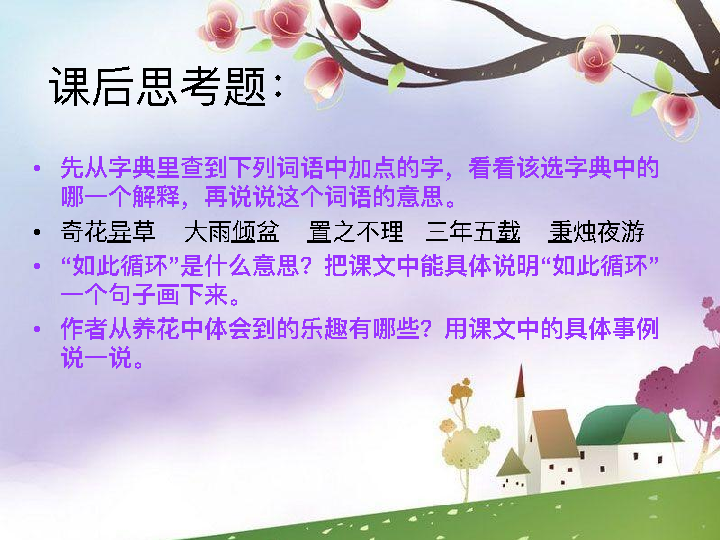 课后思考题：
• 先从字典里查到下列词语中加点的字，看看该选字典中的
哪一个解释，再说说这个词语的意思。
• 奇花异草 大雨倾盆 置之不理 三年五载 秉烛夜游
• “如此循环”是什么意思？把课文中能具体说明“如此循环”
一个句子画下来。
• 作者从养花中体会到的乐趣有哪些？用课文中的具体事例
说一说。